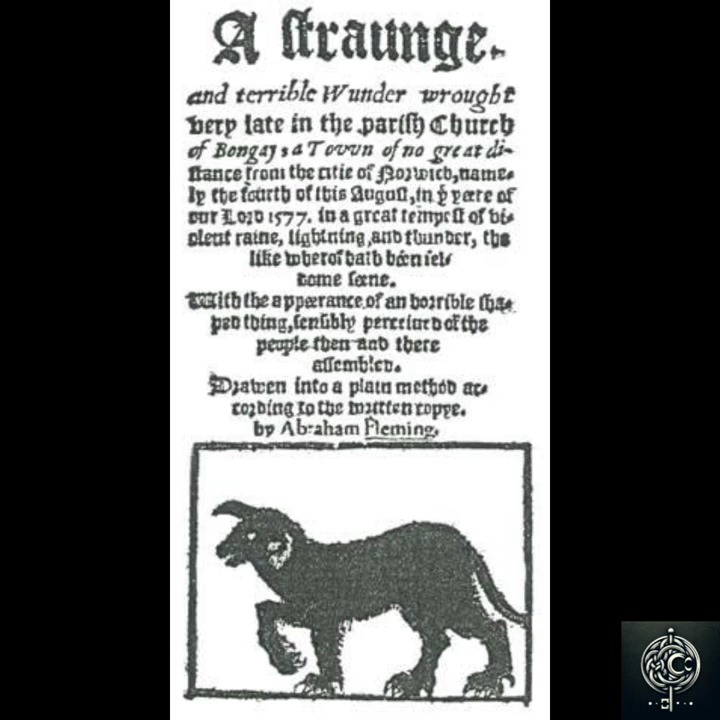 A straunge.
and terrible Wunder wrought
very late in the parish Church
of Bongay, a Tovvn of no great di-
stance from the citie of Norwich, name-
ly the fourth of this August, in yͤ yeere of
our Lord 1577. in a great tempest of vi-
olent raine, lightning, and thunder, the
like wherof hath béen sel-
dome séene.
With the appéerance of an horrible sha-
ped thing, sensibly perceiued of the
people then and there
assembled.
Drawen into a plain method ac-
cording to the written coppe.
by Abraham Fleming.